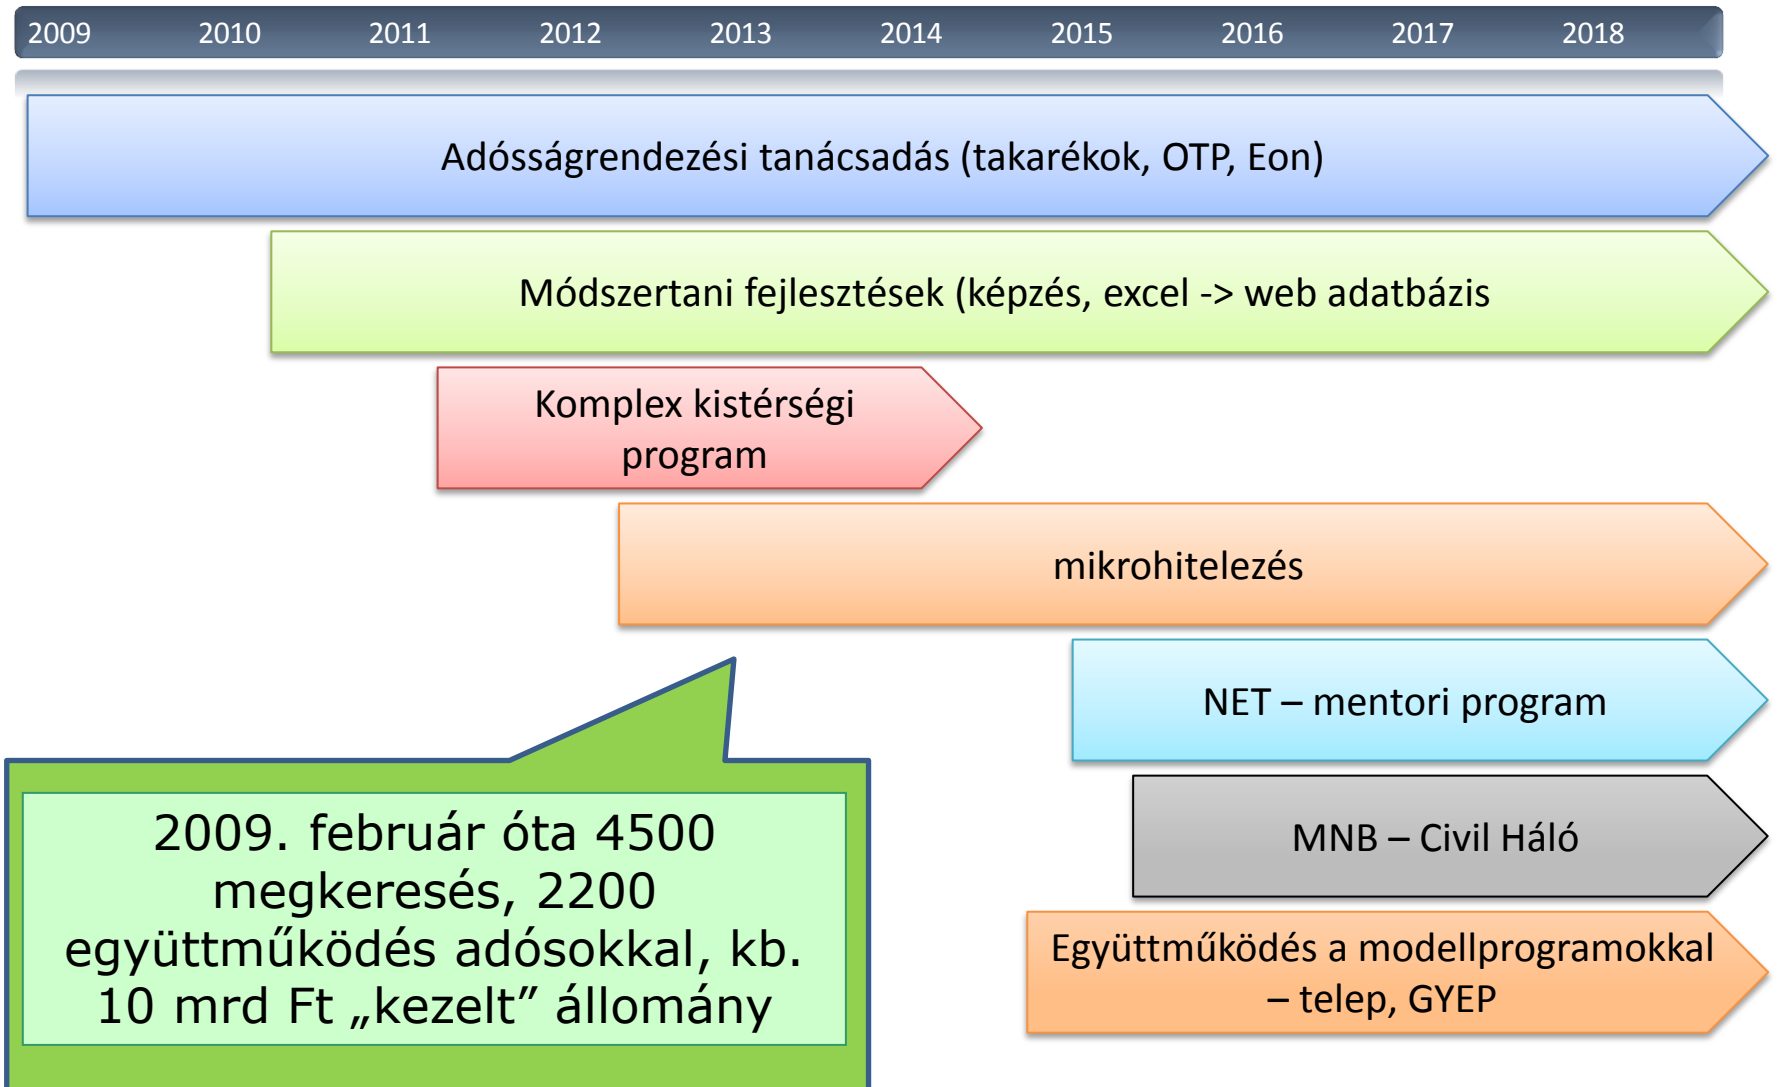 2009 2010 2011 2012 2013 2014 2015 2016 2017 2018
Adósságrendezési tanácsadás (takarékok, OTP, Eon)
Módszertani fejlesztések (képzés, excel -> web adatbázis
Komplex kistérségi
program
mikrohitelezés
NET – mentori program
MNB – Civil Háló
Együttműködés a modellprogramokkal
– telep, GYEP
2009. február óta 4500
megkeresés, 2200
együttműködés adósokkal, kb.
10 mrd Ft „kezelt” állomány